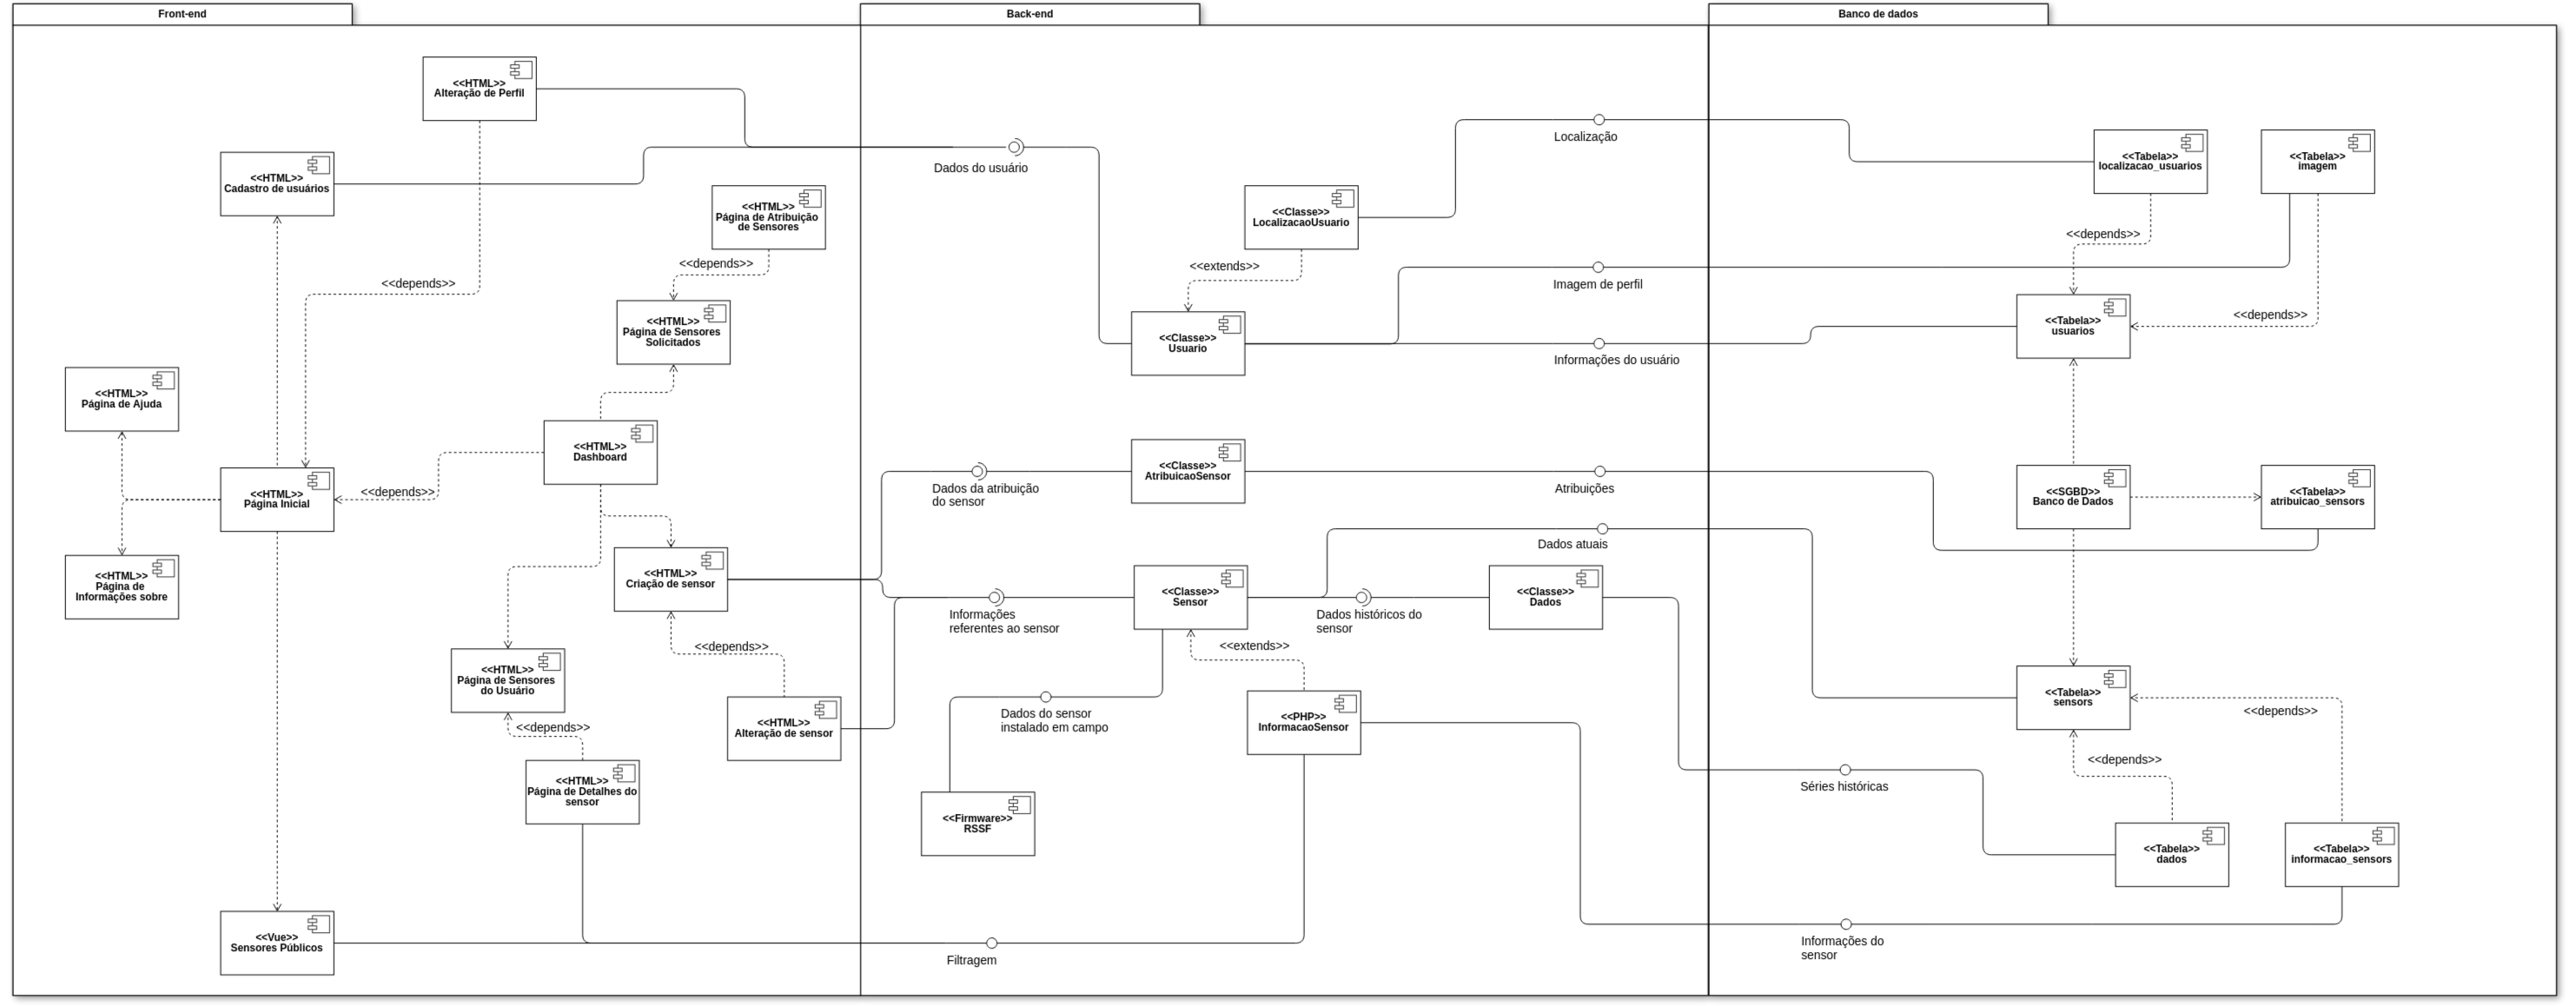 Front-end
Back-end
Banco de dados
<<HTML>>
Alteração de Perfil
<<HTML>>
Cadastro de usuários
<<HTML>>
Página de Atribuição
de Sensores
<<depends>>
<<depends>>
<<HTML>>
Página de Sensores
Solicitados
<<HTML>>
Página de Ajuda
<<HTML>>
Dashboard
<<HTML>>
Página Inicial
<<depends>>
<<HTML>>
Página de
Informações sobre
<<HTML>>
Criação de sensor
<<depends>>
<<HTML>>
Página de Sensores
do Usuário
<<depends>>
<<HTML>>
Alteração de sensor
<<HTML>>
Página de Detalhes do
sensor
<<Vue>>
Sensores Públicos
Dados do usuário
<<Classe>>
LocalizacaoUsuario
<<extends>>
<<Classe>>
Usuario
Localização
Imagem de perfil
Informações do usuário
Dados da atribuição
do sensor
<<Classe>>
AtribuicaoSensor
Atribuições
Dados atuais
Informações
referentes ao sensor
<<Classe>>
Sensor
Dados históricos do
sensor
<<Classe>>
Dados
<<extends>>
Dados do sensor
instalado em campo
<<PHP>>
InformacaoSensor
<<Firmware>>
RSSF
Filtragem
<<Tabela>>
localizacao_usuarios
<<Tabela>>
imagem
<<depends>>
<<depends>>
<<Tabela>>
usuarios
<<SGBD>>
Banco de Dados
<<Tabela>>
atribuicao_sensors
<<Tabela>>
sensors
<<depends>>
<<depends>>
Séries históricas
<<Tabela>>
dados
<<Tabela>>
informacao_sensors
Informações do
sensor